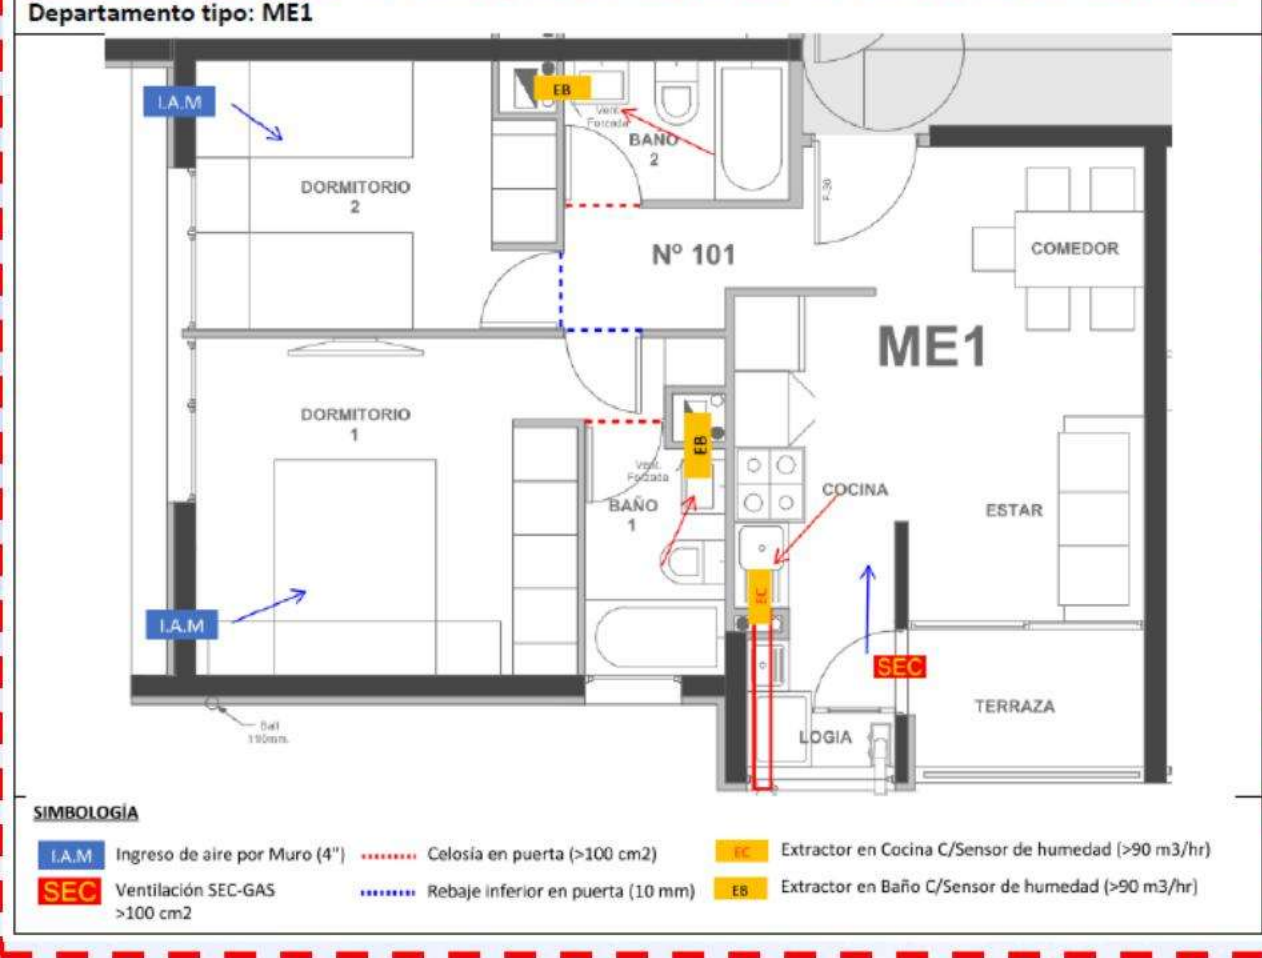 Departamento tipo: ME1
I.A.M
EB
Vent.
Forzada
BAÑO
2
DORMITORIO
2
F-30
Nº 101
COMEDOR
ME1
DORMITORIO
1
EB
Vent.
Forzada
BAÑO
1
COCINA
ESTAR
EC
I.A.M
SEC
TERRAZA
LOGIA
Ball
110mm.
SIMBOLOGÍA
I.A.M Ingreso de aire por Muro (4") Celosía en puerta (>100 cm2) EC Extractor en Cocina C/Sensor de humedad (>90 m3/hr)
SEC Ventilación SEC-GAS Rebaje inferior en puerta (10 mm) EB Extractor en Baño C/Sensor de humedad (>90 m3/hr)
>100 cm2